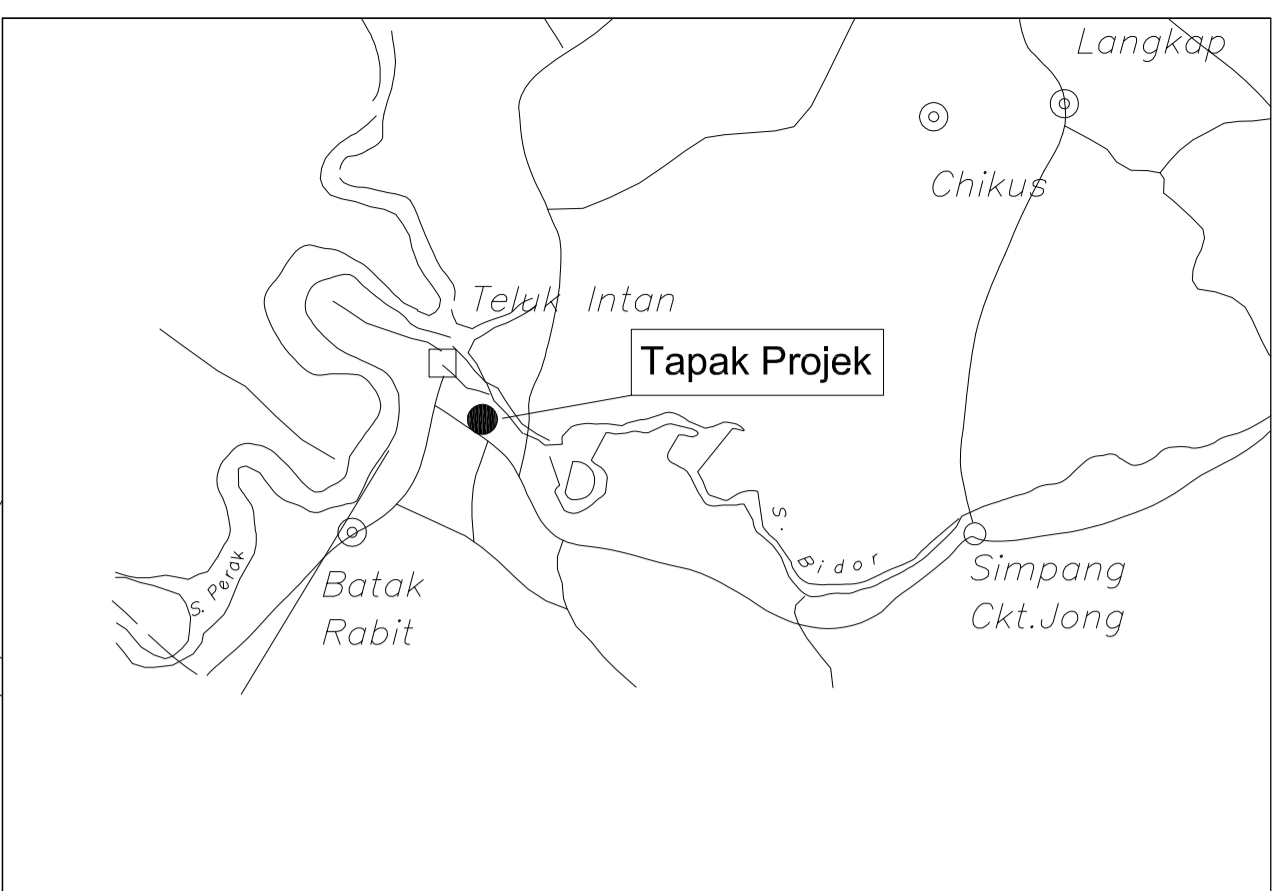 Langkap
Chikus
Teluk Intan
Tapak Projek
S. Perak
Batak
Rabit
S. Bidor
Simpang
Ckt.Jong